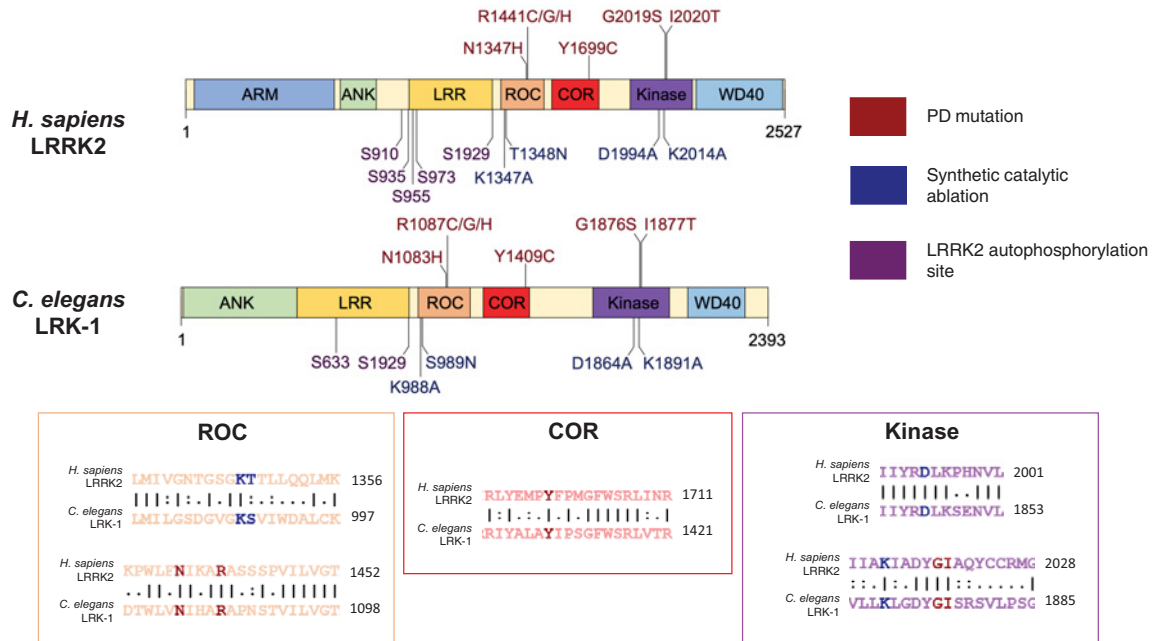 R1441C/G/H
G2019S I2020T
N1347H
Y1699C
H. sapiens
LRRK2
ARM
ANK
LRR
ROC
COR
Kinase
WD40
1
2527
S910
S935
S955
S973
S1929
T1348N
K1347A
D1994A
K2014A
PD mutation
Synthetic catalytic
ablation
LRRK2 autophosphorylation
site
R1087C/G/H
G1876S I1877T
N1083H
Y1409C
C. elegans
LRK-1
ANK
LRR
ROC
COR
Kinase
WD40
1
2393
S633
S1929
S989N
K988A
D1864A
K1891A
ROC
H. sapiens
LRRK2
LMIVGNTGSGKTTLLQQLMK 1356
C. elegans
LRK-1
LMILGSDGVGKSVIWDALCK 997
H. sapiens
LRRK2
KPWLFNIKARASSSPVILVGT 1452
C. elegans
LRK-1
DTWLVNIHARAPNSTVILVGT 1098
COR
H. sapiens
LRRK2
RLYEMPYFPMGFWSRLINR 1711
C. elegans
LRK-1
RIYALAYIPSGFWSRLVTR 1421
Kinase
H. sapiens
LRRK2
IIYRDLKPHNVL 2001
C. elegans
LRK-1
IIYRDLKSENVL 1853
H. sapiens
LRRK2
IIAKIADYGIAQYCCRMG 2028
C. elegans
LRK-1
VLLKLGDYGISRSVLPSG 1885